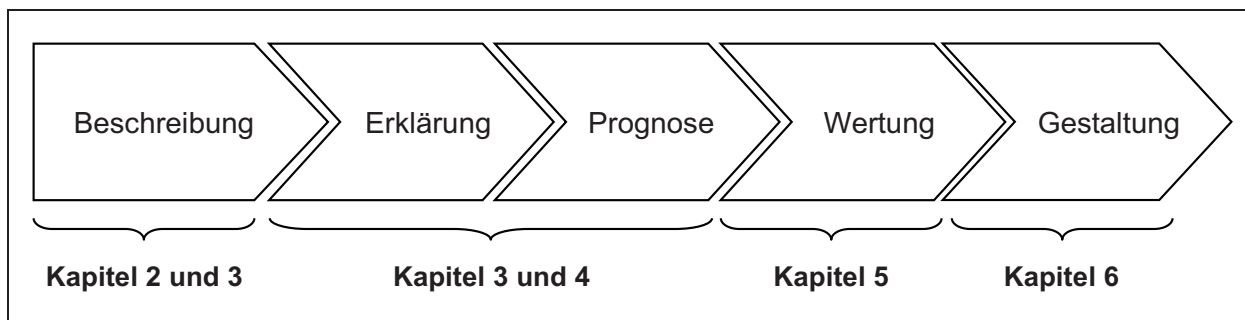 Beschreibung Erklärung Prognose Wertung Gestaltung
Kapitel 2 und 3 Kapitel 3 und 4 Kapitel 5 Kapitel 6